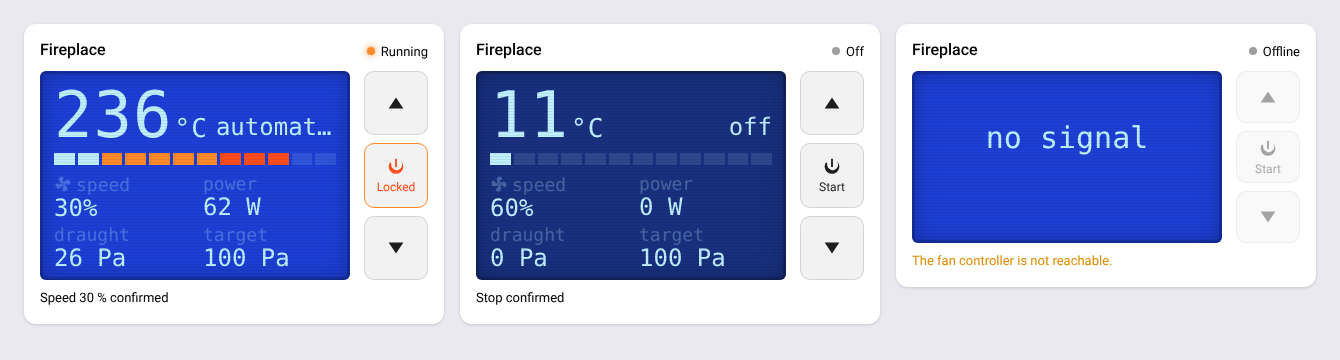 Fireplace
Running
236 °C automat…
speed power
30% 62 W
draught target
26 Pa 100 Pa
Locked
Speed 30 % confirmed
Fireplace
Off
11 °C off
speed power
60% 0 W
draught target
0 Pa 100 Pa
Start
Stop confirmed
Fireplace
Offline
no signal
Start
The fan controller is not reachable.